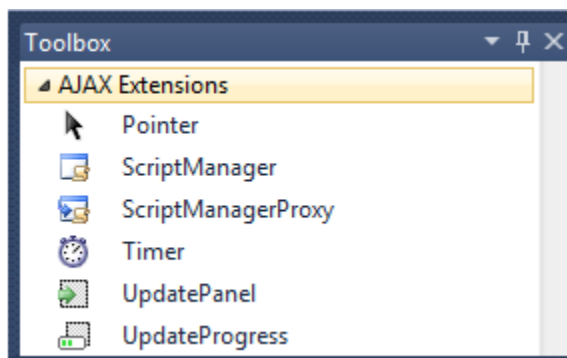 Toolbox
AJAX Extensions
Pointer
ScriptManager
ScriptManagerProxy
Timer
UpdatePanel
UpdateProgress